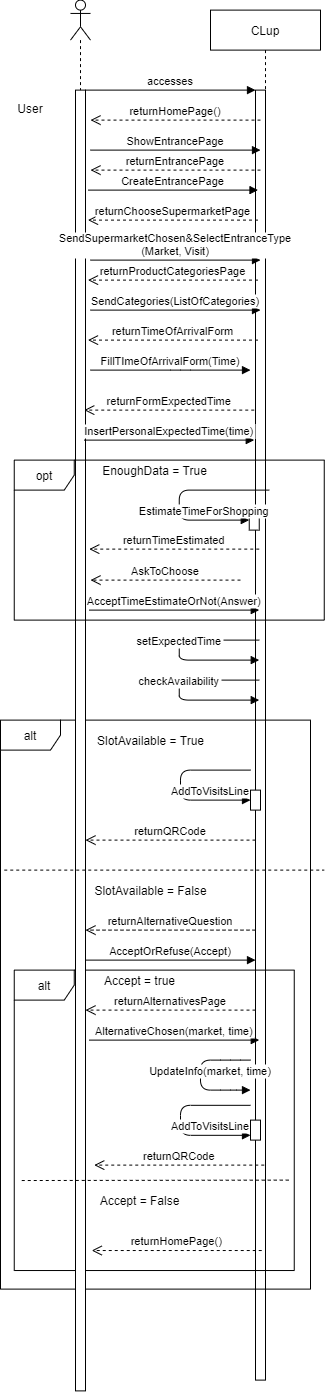 CLup
accesses
User
returnHomePage()
ShowEntrancePage
returnEntrancePage
CreateEntrancePage
returnChooseSupermarketPage
SendSupermarketChosen&SelectEntranceType
(Market, Visit)
returnProductCategoriesPage
SendCategories(ListOfCategories)
returnTimeOfArrivalForm
FillTImeOfArrivalForm(Time)
returnFormExpectedTime
InsertPersonalExpectedTime(time)
opt
EnoughData = True
EstimateTimeForShopping
returnTimeEstimated
AskToChoose
AcceptTimeEstimateOrNot(Answer)
setExpectedTime
checkAvailability
alt
SlotAvailable = True
AddToVisitsLine
returnQRCode
SlotAvailable = False
returnAlternativeQuestion
AcceptOrRefuse(Accept)
alt
Accept = true
returnAlternativesPage
AlternativeChosen(market, time)
UpdateInfo(market, time)
AddToVisitsLine
returnQRCode
Accept = False
returnHomePage()